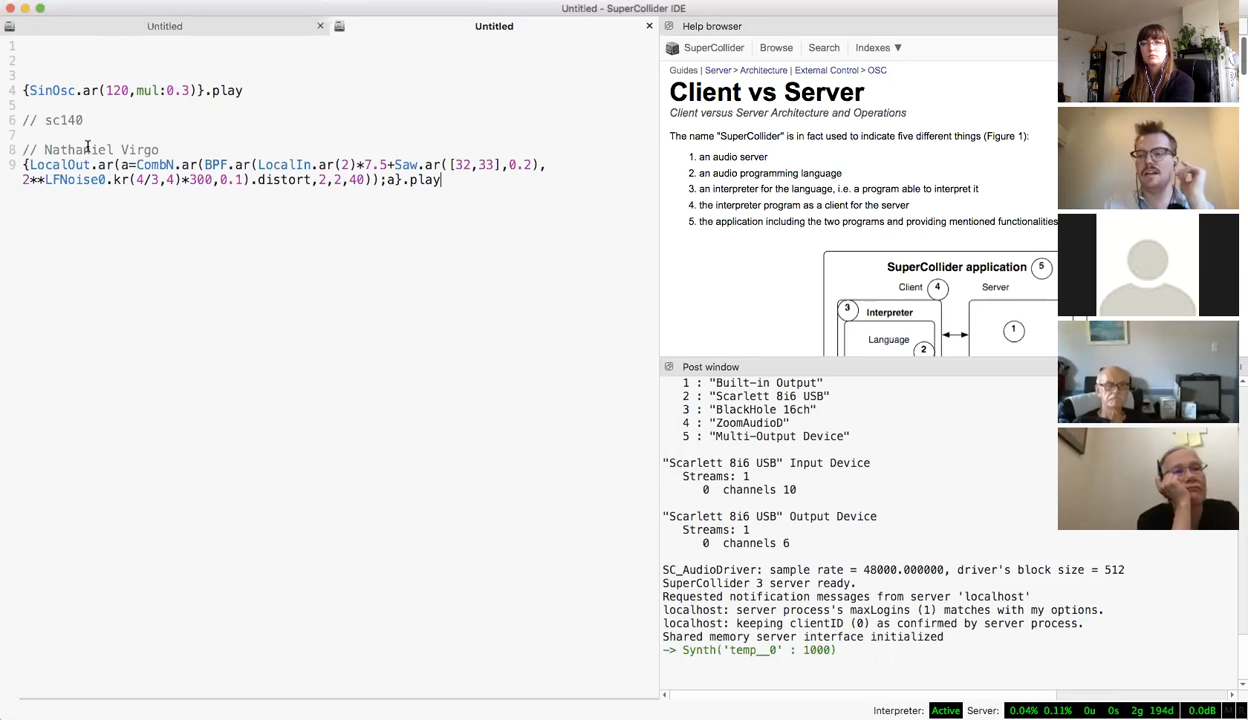 Untitled - SuperCollider IDE
Untitled
Untitled
Help browser
SuperCollider Browse Search Indexes ▼
Guides | Server > Architecture | External Control > OSC
Client vs Server
Client versus Server Architecture and Operations
The name "SuperCollider" is in fact used to indicate five different things (Figure 1):
1. an audio server
2. an audio programming language
3. an interpreter for the language, i.e. a program able to interpret it
4. the interpreter program as a client for the server
5. the application including the two programs and providing mentioned functionalities
SuperCollider application 5
Client 4 Server
3 Interpreter
Language 2
1
1
2
3
4 {SinOsc.ar(120,mul:0.3)}.play
5
6 // sc140
7
8 // Nathaniel Virgo
9 {LocalOut.ar(a=CombN.ar(BPF.ar(LocalIn.ar(2)*7.5+Saw.ar([32,33],0.2),
2**LFNoise0.kr(4/3,4)*300,0.1).distort,2,2,40));a}.play
Post window
1 : "Built-in Output"
2 : "Scarlett 8i6 USB"
3 : "BlackHole 16ch"
4 : "ZoomAudioD"
5 : "Multi-Output Device"
"Scarlett 8i6 USB" Input Device
Streams: 1
0 channels 10
"Scarlett 8i6 USB" Output Device
Streams: 1
0 channels 6
SC_AudioDriver: sample rate = 48000.000000, driver's block size = 512
SuperCollider 3 server ready.
Requested notification messages from server 'localhost'
localhost: server process's maxLogins (1) matches with my options.
localhost: keeping clientID (0) as confirmed by server process.
Shared memory server interface initialized
-> Synth('temp__0' : 1000)
Interpreter: Active Server: 0.04% 0.11% 0u 0s 2g 194d 0.0dB M R